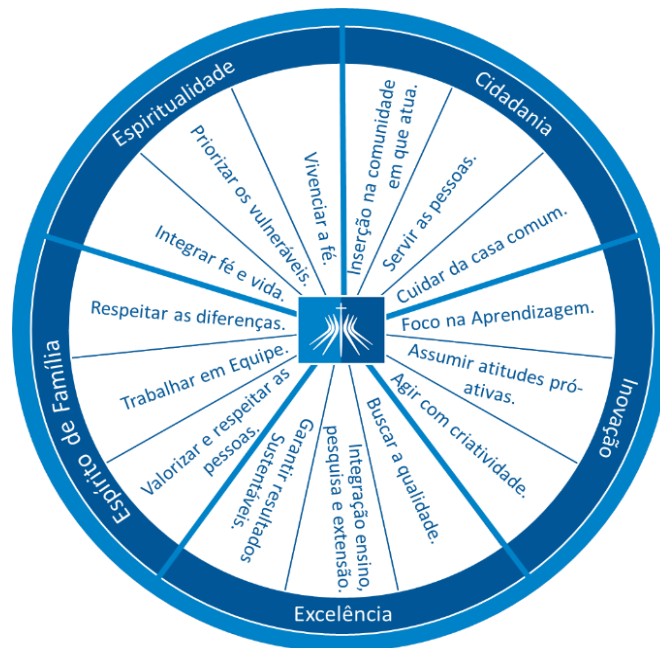 Espiritualidade
Priorizar os vulneráveis.
Vivenciar a fé.
Integrar fé e vida.
Cidadania
Inserção na comunidade
em que atua.
Servir as pessoas.
Cuidar da casa comum.
Inovação
Foco na Aprendizagem.
Assumir atitudes pró-
ativas.
Agir com criatividade.
Excelência
Buscar a qualidade.
Integração ensino,
pesquisa e extensão.
Garantir resultados
Sustentáveis.
Espírito de Família
Valorizar e respeitar as
pessoas.
Trabalhar em Equipe.
Respeitar as diferenças.